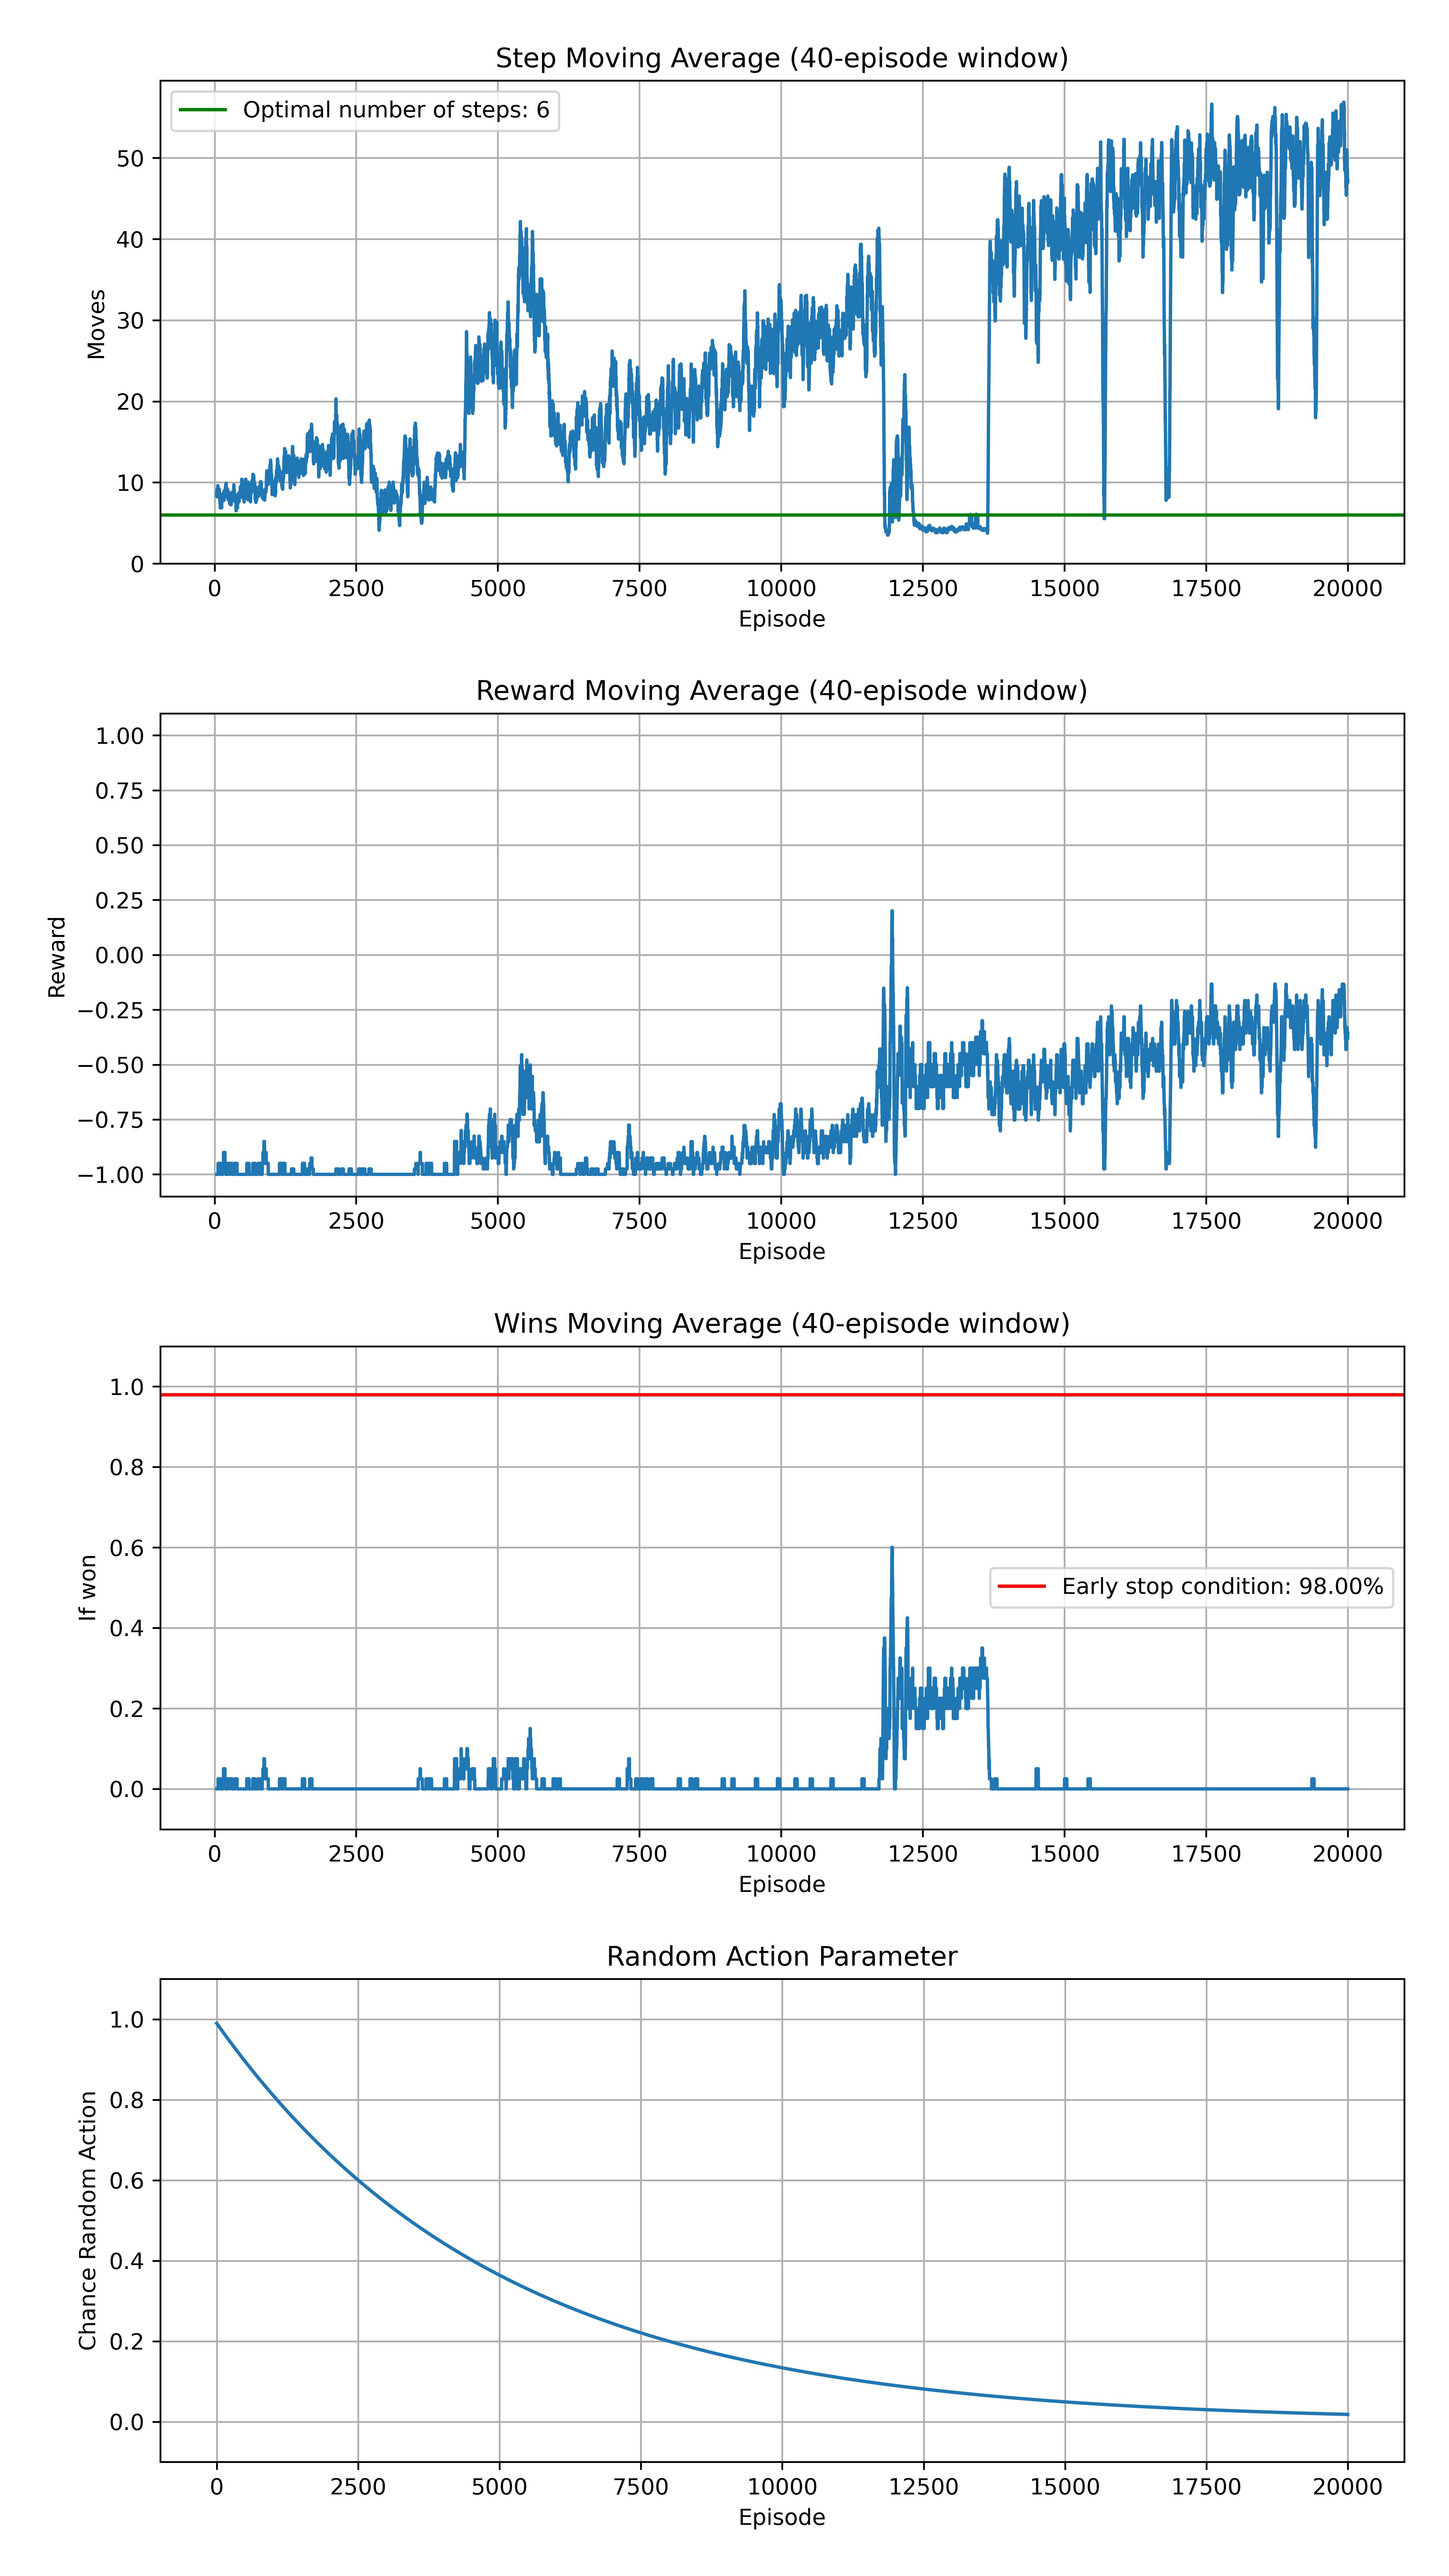 Step Moving Average (40-episode window)
Optimal number of steps: 6
Moves
50
40
30
20
10
0
0 2500 5000 7500 10000 12500 15000 17500 20000
Episode
Reward Moving Average (40-episode window)
Reward
1.00
0.75
0.50
0.25
0.00
−0.25
−0.50
−0.75
−1.00
0 2500 5000 7500 10000 12500 15000 17500 20000
Episode
Wins Moving Average (40-episode window)
If won
1.0
0.8
0.6
Early stop condition: 98.00%
0.4
0.2
0.0
0 2500 5000 7500 10000 12500 15000 17500 20000
Episode
Random Action Parameter
Chance Random Action
1.0
0.8
0.6
0.4
0.2
0.0
0 2500 5000 7500 10000 12500 15000 17500 20000
Episode